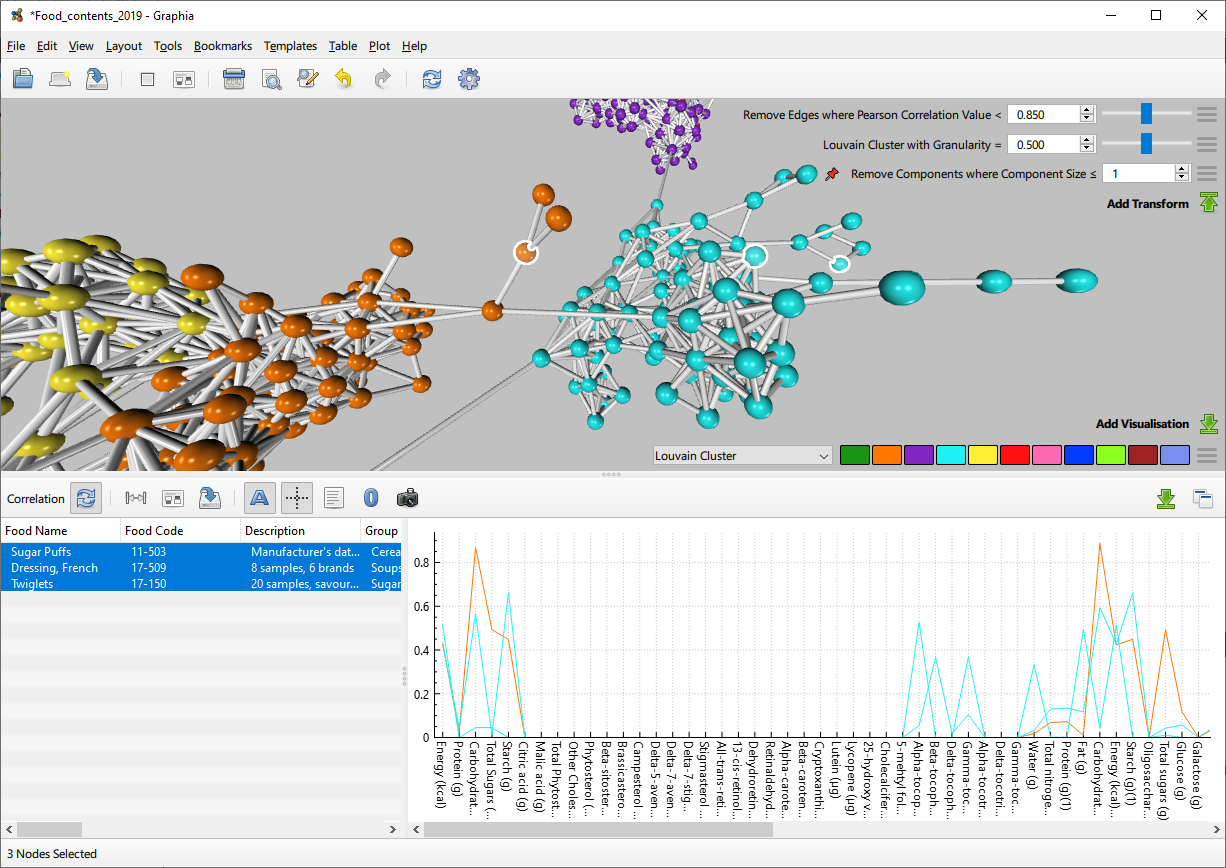 *Food_contents_2019 - Graphia
File Edit View Layout Tools Bookmarks Templates Table Plot Help
Remove Edges where Pearson Correlation Value < 0.850
Louvain Cluster with Granularity = 0.500
Remove Components where Component Size ≤ 1
Add Transform
Add Visualisation
Louvain Cluster
Correlation
Food Name Food Code Description Group
Sugar Puffs 11-503 Manufacturer's dat... Cerea
Dressing, French 17-509 8 samples, 6 brands Soups
Twiglets 17-150 20 samples, savour... Sugar
0.8
0.6
0.4
0.2
0
Energy (kcal)
Protein (g)
Carbohydrat...
Total Sugars (...
Starch (g)
Citric acid (g)
Malic acid (g)
Total Phytost...
Other Choles...
Phytosterol (...
Beta-sitoster...
Brassicastero...
Campesterol ...
Delta-5-aven...
Delta-7-aven...
Delta-7-stig...
Stigmasterol ...
All-trans-reti...
13-cis-retinol...
Dehydroretin...
Retinaldehyd...
Alpha-carote...
Beta-caroten...
Cryptoxanthi...
Lutein (µg)
Lycopene (µg)
25-hydroxy v...
Cholecalcifer...
5-mehtyl fol...
Alpha-tocop...
Beta-tocoph...
Delta-tocoph...
Gamma-toc...
Alpha-tocotr...
Delta-tocotri...
Gamma-toc...
Water (g)
Total nitroge...
Protein (g)(1)
Fat (g)
Carbohydrat...
Energy (kcal)...
Starch (g)(1)
Oligosacchar...
Total sugars (g)
Glucose (g)
Galactose (g)
3 Nodes Selected